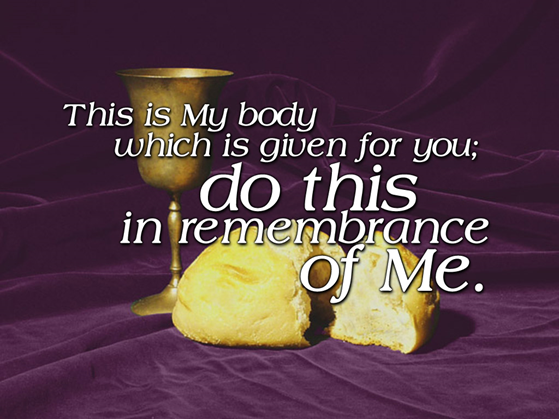 This is My body
which is given for you;
do this
in remembrance
of Me.